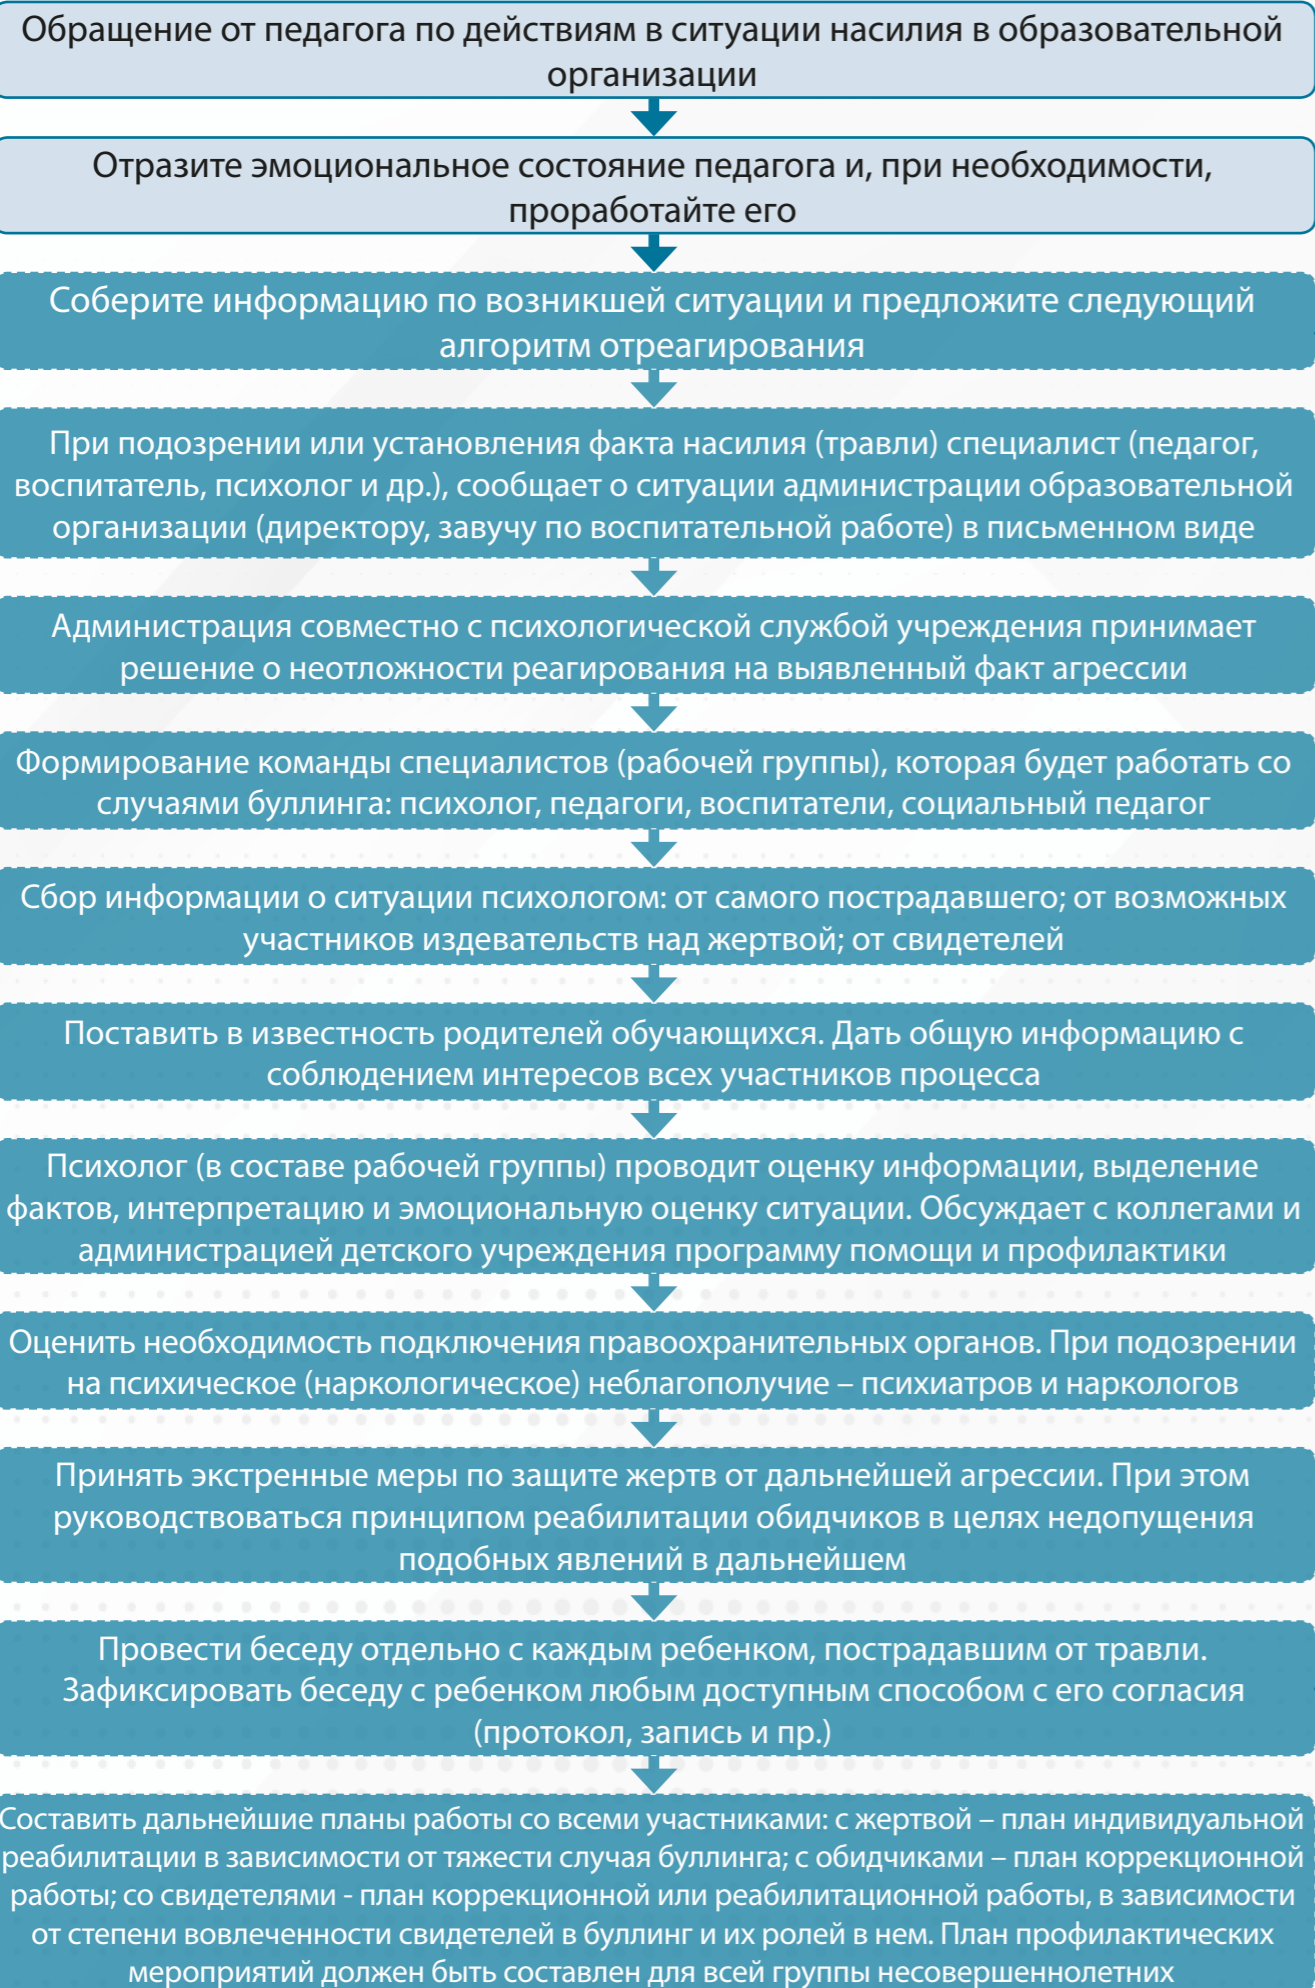 Обращение от педагога по действиям в ситуации насилия в образовательной
организации
Отразите эмоциональное состояние педагога и, при необходимости,
проработайте его
Соберите информацию по возникшей ситуации и предложите следующий
алгоритм отреагирования
При подозрении или установления факта насилия (травли) специалист (педагог,
воспитатель, психолог и др.), сообщает о ситуации администрации образовательной
организации (директору, завучу по воспитательной работе) в письменном виде
Администрация совместно с психологической службой учреждения принимает
решение о неотложности реагирования на выявленный факт агрессии
Формирование команды специалистов (рабочей группы), которая будет работать со
случаями буллинга: психолог, педагоги, воспитатели, социальный педагог
Сбор информации о ситуации психологом: от самого пострадавшего; от возможных
участников издевательств над жертвой; от свидетелей
Поставить в известность родителей обучающихся. Дать общую информацию с
соблюдением интересов всех участников процесса
Психолог (в составе рабочей группы) проводит оценку информации, выделение
фактов, интерпретацию и эмоциональную оценку ситуации. Обсуждает с коллегами и
администрацией детского учреждения программу помощи и профилактики
Оценить необходимость подключения правоохранительных органов. При подозрении
на психическое (наркологическое) неблагополучие – психиатров и наркологов
Принять экстренные меры по защите жертв от дальнейшей агрессии. При этом
руководствоваться принципом реабилитации обидчиков в целях недопущения
подобных явлений в дальнейшем
Провести беседу отдельно с каждым ребенком, пострадавшим от травли.
Зафиксировать беседу с ребенком любым доступным способом с его согласия
(протокол, запись и пр.)
Составить дальнейшие планы работы со всеми участниками: с жертвой – план индивидуальной
реабилитации в зависимости от тяжести случая буллинга; с обидчиками – план коррекционной
работы; со свидетелями - план коррекционной или реабилитационной работы, в зависимости
от степени вовлеченности свидетелей в буллинг и их ролей в нем. План профилактических
мероприятий должен быть составлен для всей группы несовершеннолетних